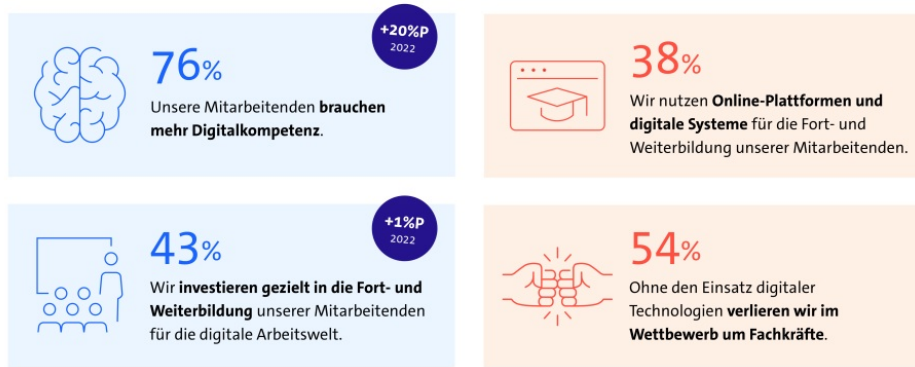 +20%P
2022
76%
Unsere Mitarbeitenden brauchen
mehr Digitalkompetenz.
38%
Wir nutzen Online-Plattformen und
digitale Systeme für die Fort- und
Weiterbildung unserer Mitarbeitenden.
+1%P
2022
43%
Wir investieren gezielt in die Fort- und
Weiterbildung unserer Mitarbeitenden
für die digitale Arbeitswelt.
54%
Ohne den Einsatz digitaler
Technologien verlieren wir im
Wettbewerb um Fachkräfte.